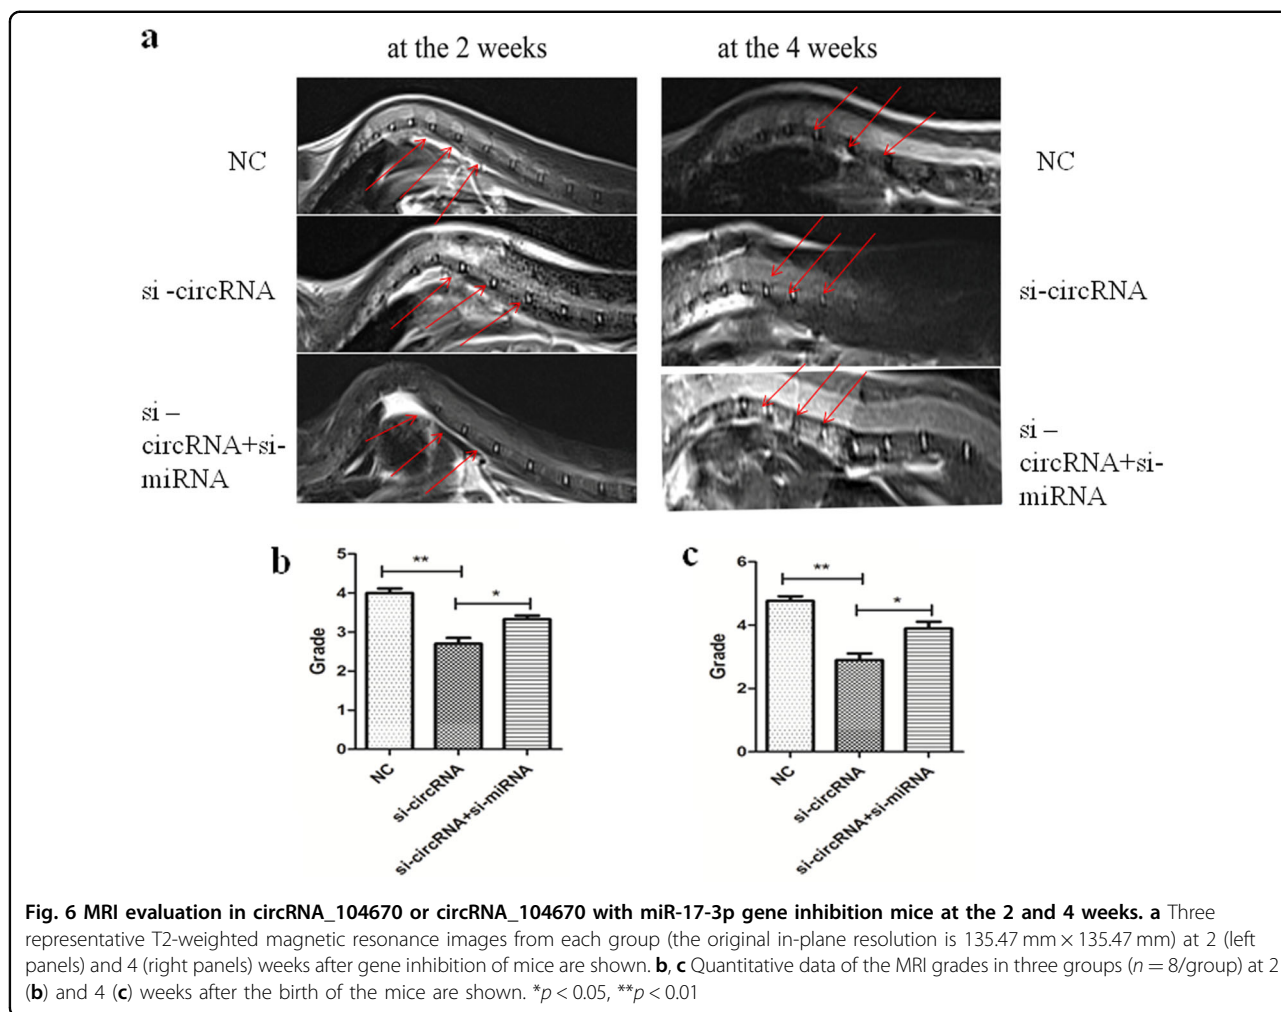 a
at the 2 weeks
at the 4 weeks
NC
NC
si -circRNA
si-circRNA
si –
circRNA+si-
miRNA
si –
circRNA+si-
miRNA
b
5
4
3
2
1
0
Grade
**
*
NC
si-circRNA
si-circRNA+si-miRNA
c
6
4
2
0
Grade
**
*
NC
si-circRNA
si-circRNA+si-miRNA
Fig. 6 MRI evaluation in circRNA_104670 or circRNA_104670 with miR-17-3p gene inhibition mice at the 2 and 4 weeks. a Three
representative T2-weighted magnetic resonance images from each group (the original in-plane resolution is 135.47 mm × 135.47 mm) at 2 (left
panels) and 4 (right panels) weeks after gene inhibition of mice are shown. b, c Quantitative data of the MRI grades in three groups (n = 8/group) at 2
(b) and 4 (c) weeks after the birth of the mice are shown. *p < 0.05, **p < 0.01